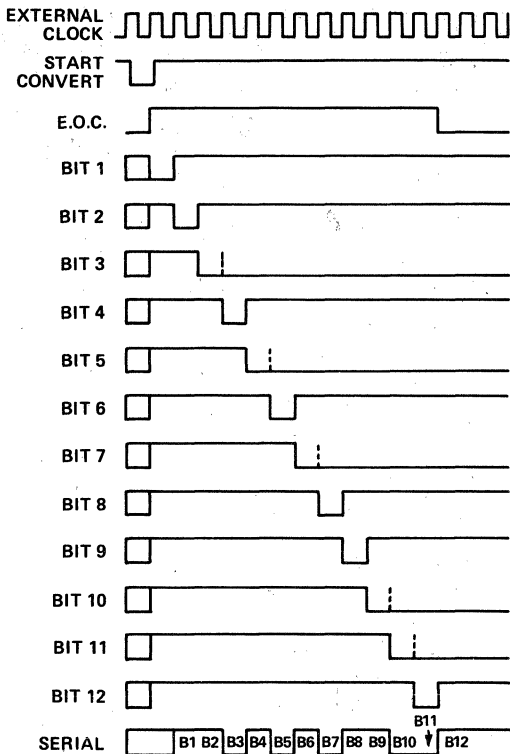 EXTERNAL
CLOCK
START
CONVERT
E.O.C.
BIT 1
BIT 2
BIT 3
BIT 4
BIT 5
BIT 6
BIT 7
BIT 8
BIT 9
BIT 10
BIT 11
BIT 12
B11
SERIAL B1 B2 B3 B4 B5 B6 B7 B8 B9 B10 B12